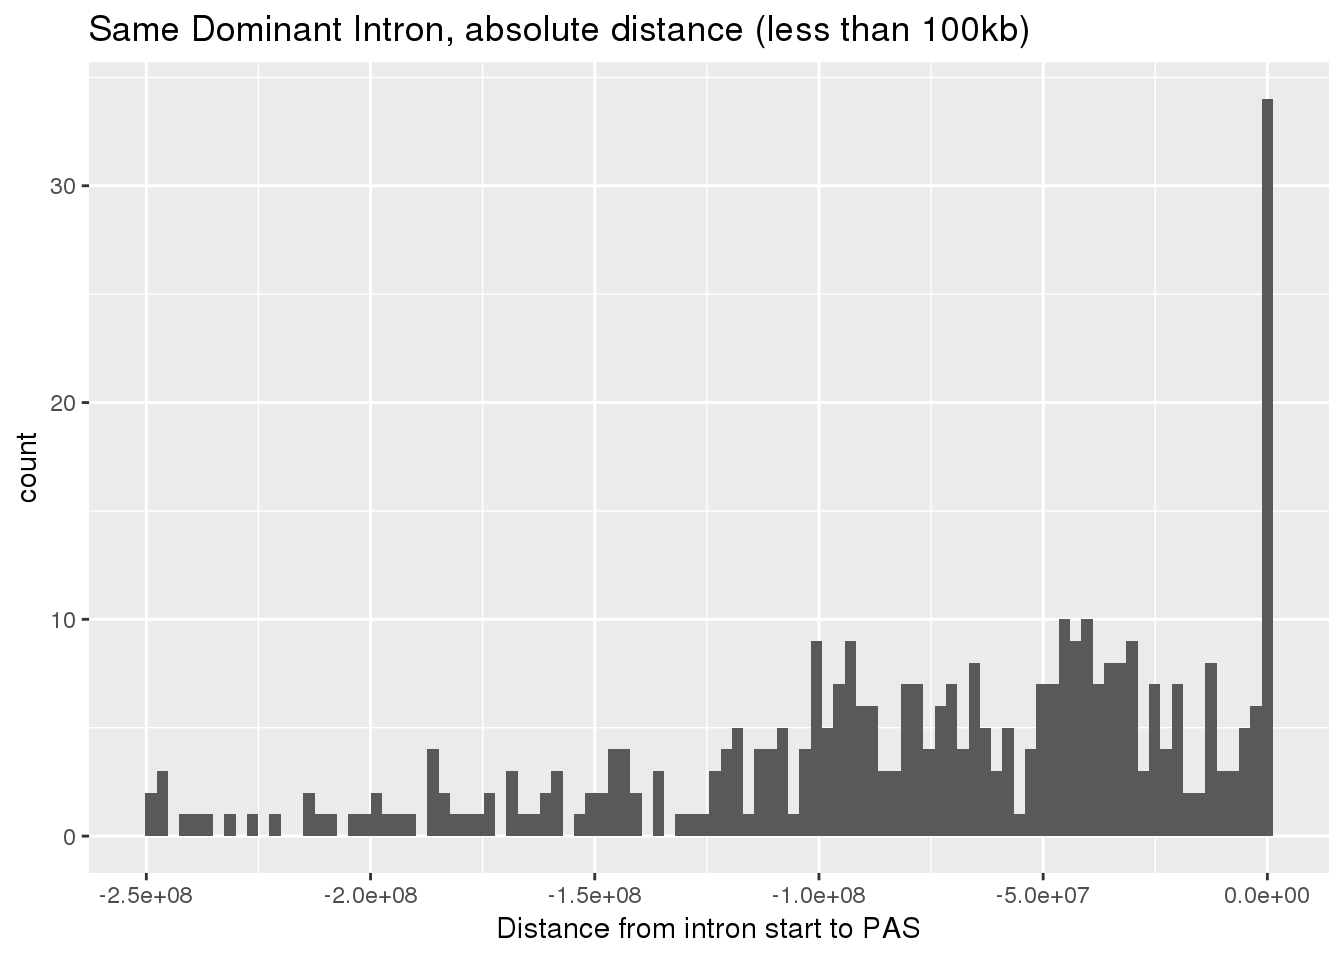 Same Dominant Intron, absolute distance (less than 100kb)
30
20
10
0
count
-2.5e+08 -2.0e+08 -1.5e+08 -1.0e+08 -5.0e+07 0.0e+00
Distance from intron start to PAS